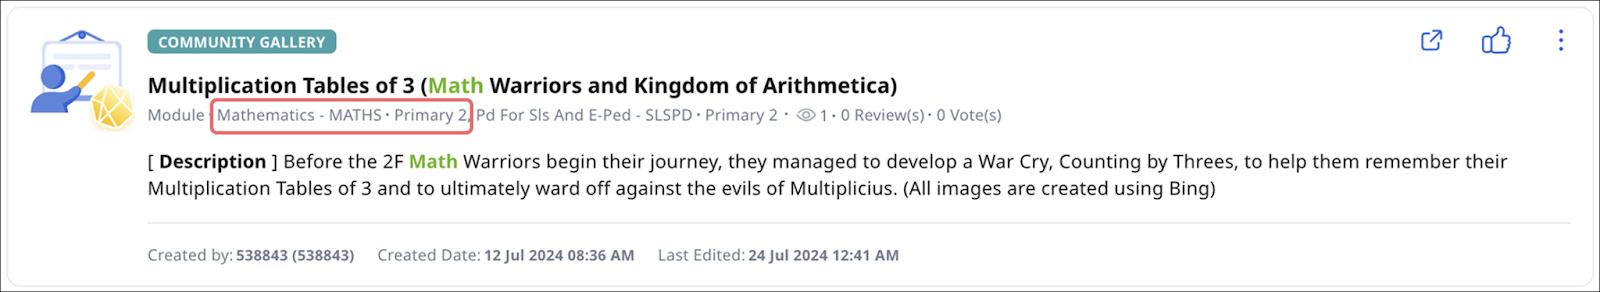 COMMUNITY GALLERY
Multiplication Tables of 3 (Math Warriors and Kingdom of Arithmetica)
Module · Mathematics - MATHS · Primary 2, Pd For Sls And E-Ped - SLSPD · Primary 2 · 1 · 0 Review(s) · 0 Vote(s)
[ Description ] Before the 2F Math Warriors begin their journey, they managed to develop a War Cry, Counting by Threes, to help them remember their
Multiplication Tables of 3 and to ultimately ward off against the evils of Multiplicius. (All images are created using Bing)
Created by: 538843 (538843) Created Date: 12 Jul 2024 08:36 AM Last Edited: 24 Jul 2024 12:41 AM